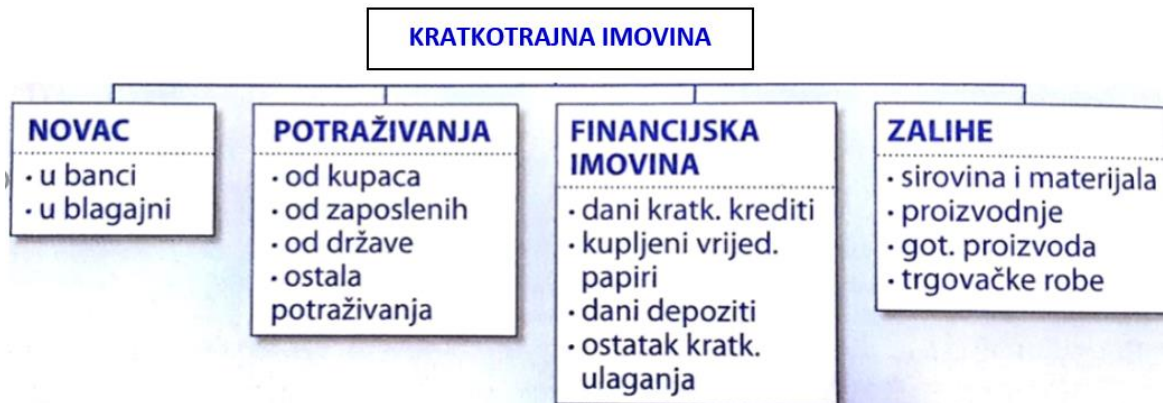 KRATKOTRAJNA IMOVINA
NOVAC
· u banci
· u blagajni
POTRAŽIVANJA
· od kupaca
· od zaposlenih
· od države
· ostala
potraživanja
FINANCIJSKA
IMOVINA
· dani kratk. krediti
· kupljeni vrijed.
papiri
· dani depoziti
· ostatak kratk.
ulaganja
ZALIHE
· sirovina i materijala
· proizvodnje
· got. proizvoda
· trgovačke robe